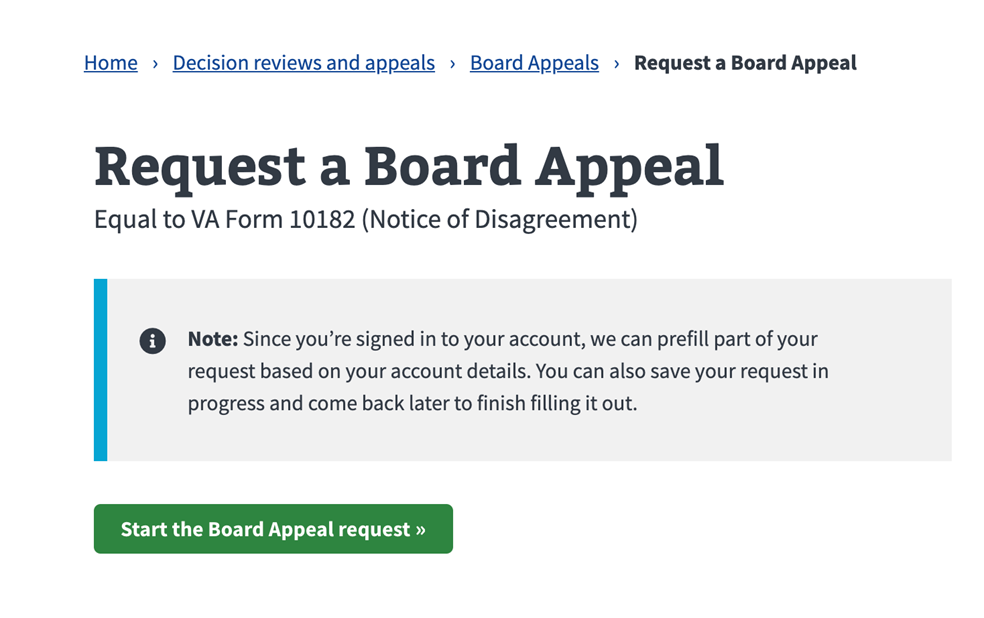 Home › Decision reviews and appeals › Board Appeals › Request a Board Appeal
Request a Board Appeal
Equal to VA Form 10182 (Notice of Disagreement)
Note: Since you’re signed in to your account, we can prefill part of your
request based on your account details. You can also save your request in
progress and come back later to finish filling it out.
Start the Board Appeal request »